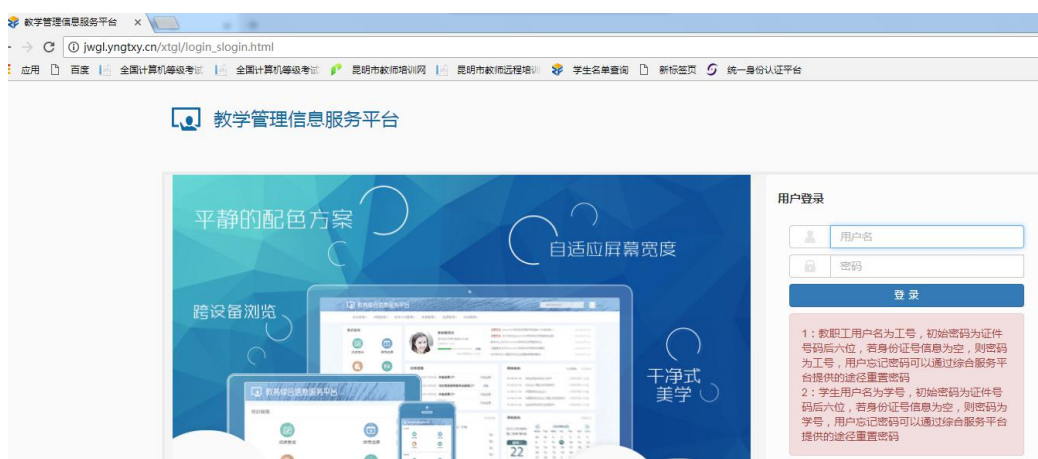 教学管理信息服务平台
jwgl.yngtxy.cn/xtgl/login_slogin.html
应用 百度 全国计算机等级考试 全国计算机等级考试 昆明市教师培训网 昆明市教师远程培训 学生名单查询 新标签页 统一身份认证平台
教学管理信息服务平台
平静的配色方案
自适应屏幕宽度
跨设备浏览
干净式
美学
教务综合信息服务平台
22
用户登录
用户名
密码
登 录
1：教职工用户名为工号，初始密码为证件
号码后六位，若身份证号信息为空，则密码
为工号，用户忘记密码可以通过综合服务平
台提供的途径重置密码
2：学生用户名为学号，初始密码为证件号
码后六位，若身份证号信息为空，则密码为
学号，用户忘记密码可以通过综合服务平台
提供的途径重置密码